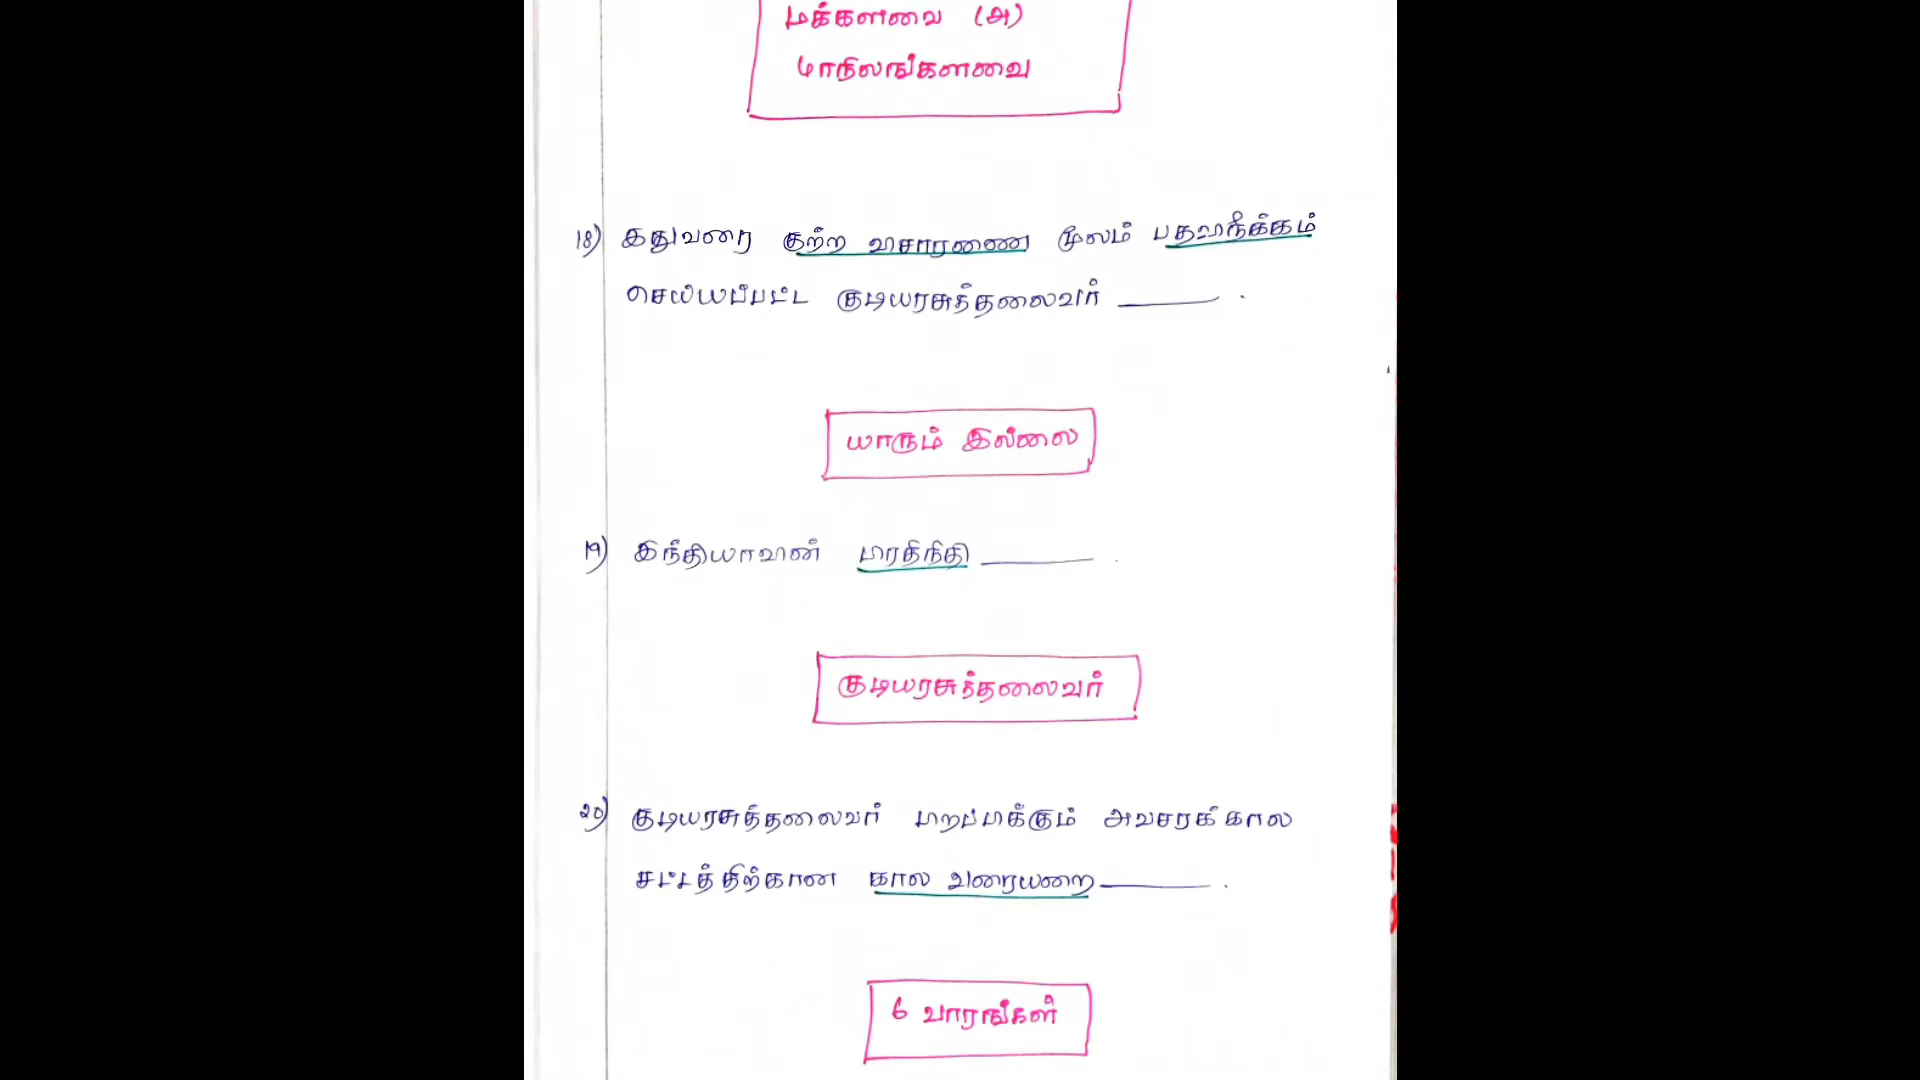 மக்களவை (அ)
மாநிலங்களவை
18) இதுவரை குற்ற விசாரணை மூலம் பதவிநீக்கம்
செய்யப்பட்ட குடியரசுத்தலைவர் ______ .
யாரும் இல்லை
19) இந்தியாவின் பிரதிநிதி ______ .
குடியரசுத்தலைவர்
20) குடியரசுத்தலைவர் பிறப்பிக்கும் அவசரக் கால
சட்டத்திற்கான கால வரையறை ______ .
6 வாரங்கள்